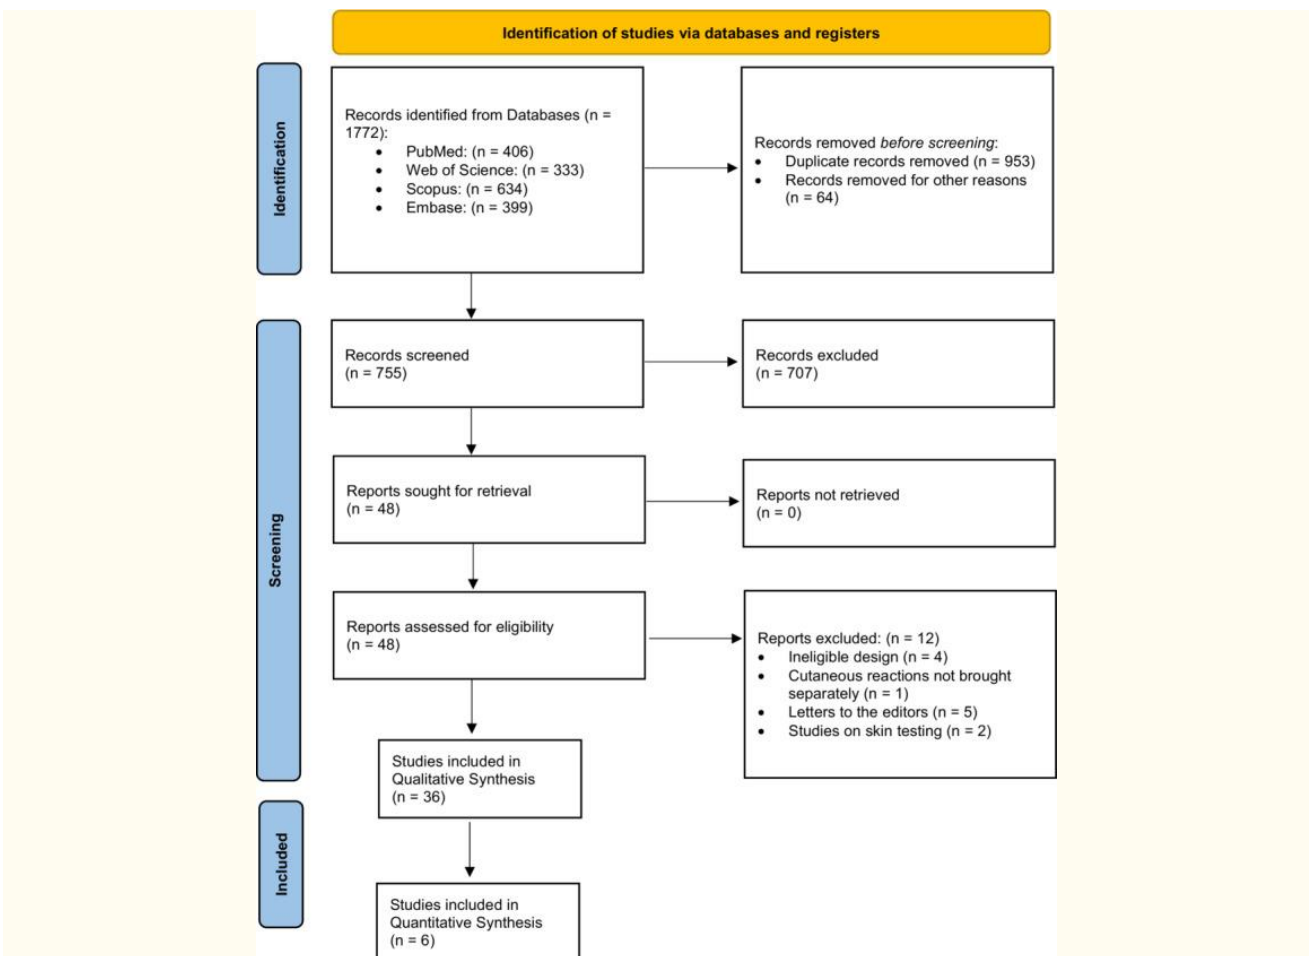 Identification of studies via databases and registers
Identification
Records identified from Databases (n =
1772):
• PubMed: (n = 406)
• Web of Science: (n = 333)
• Scopus: (n = 634)
• Embase: (n = 399)
Records removed before screening:
• Duplicate records removed (n = 953)
• Records removed for other reasons
(n = 64)
Screening
Records screened
(n = 755)
Records excluded
(n = 707)
Reports sought for retrieval
(n = 48)
Reports not retrieved
(n = 0)
Reports assessed for eligibility
(n = 48)
Reports excluded: (n = 12)
• Ineligible design (n = 4)
• Cutaneous reactions not brought
separately (n = 1)
• Letters to the editors (n = 5)
• Studies on skin testing (n = 2)
Studies included in
Qualitative Synthesis
(n = 36)
Included
Studies included in
Quantitative Synthesis
(n = 6)